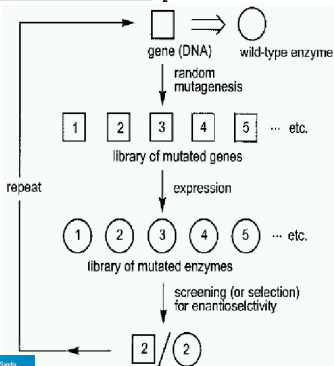 gene (DNA)
wild-type enzyme
random
mutagenesis
1 2 3 4 5 ··· etc.
library of mutated genes
repeat
expression
1 2 3 4 5 ··· etc.
library of mutated enzymes
screening (or selection)
for enantioselctivity
2 / 2